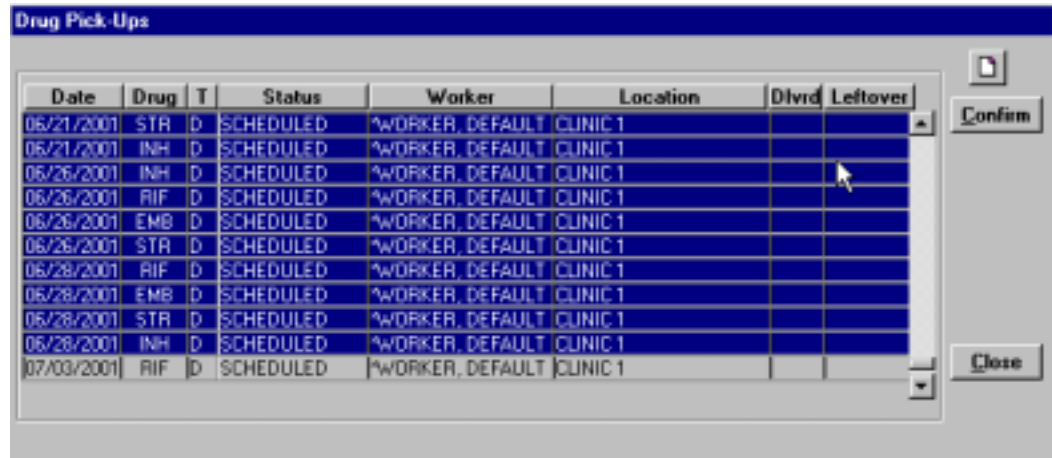 Drug Pick-Ups
Date Drug T Status Worker Location Dlvrd Leftover
Confirm
06/21/2001 STR D SCHEDULED ^WORKER, DEFAULT CLINIC 1
06/21/2001 INH D SCHEDULED ^WORKER, DEFAULT CLINIC 1
06/26/2001 INH D SCHEDULED ^WORKER, DEFAULT CLINIC 1
06/26/2001 RIF D SCHEDULED ^WORKER, DEFAULT CLINIC 1
06/26/2001 EMB D SCHEDULED ^WORKER, DEFAULT CLINIC 1
06/26/2001 STR D SCHEDULED ^WORKER, DEFAULT CLINIC 1
06/28/2001 RIF D SCHEDULED ^WORKER, DEFAULT CLINIC 1
06/28/2001 EMB D SCHEDULED ^WORKER, DEFAULT CLINIC 1
06/28/2001 STR D SCHEDULED ^WORKER, DEFAULT CLINIC 1
06/28/2001 INH D SCHEDULED ^WORKER, DEFAULT CLINIC 1
07/03/2001 RIF D SCHEDULED ^WORKER, DEFAULT CLINIC 1
Close